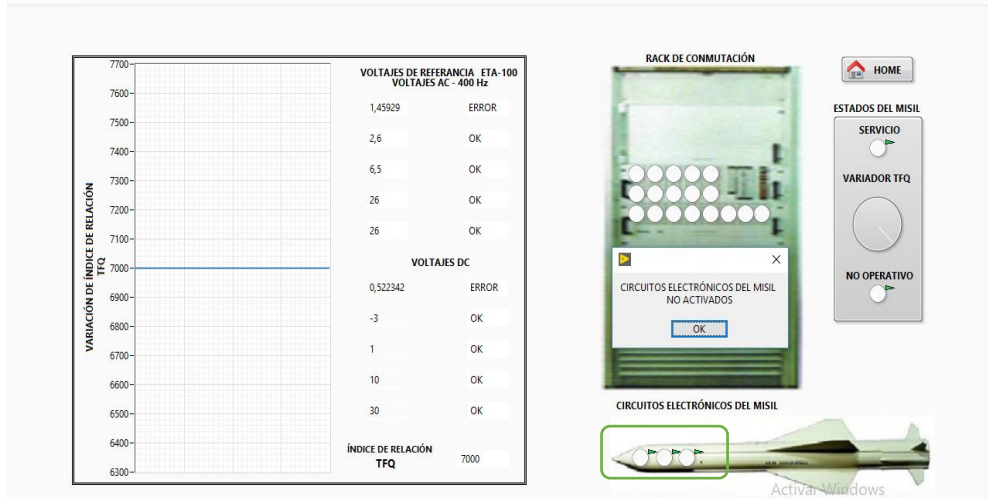 7700
7600
7500
7400
7300
7200
7100
7000
6900
6800
6700
6600
6500
6400
6300
VARIACIÓN DE ÍNDICE DE RELACIÓN
TFQ
VOLTAJES DE REFERANCIA ETA-100
VOLTAJES AC - 400 Hz
1,45929 ERROR
2,6 OK
6,5 OK
26 OK
26 OK
VOLTAJES DC
0,522342 ERROR
-3 OK
1 OK
10 OK
30 OK
ÍNDICE DE RELACIÓN
TFQ
7000
RACK DE CONMUTACIÓN
CIRCUITOS ELECTRÓNICOS DEL MISIL
NO ACTIVADOS
OK
HOME
ESTADOS DEL MISIL
SERVICIO
VARIADOR TFQ
NO OPERATIVO
CIRCUITOS ELECTRÓNICOS DEL MISIL
Activar Windows